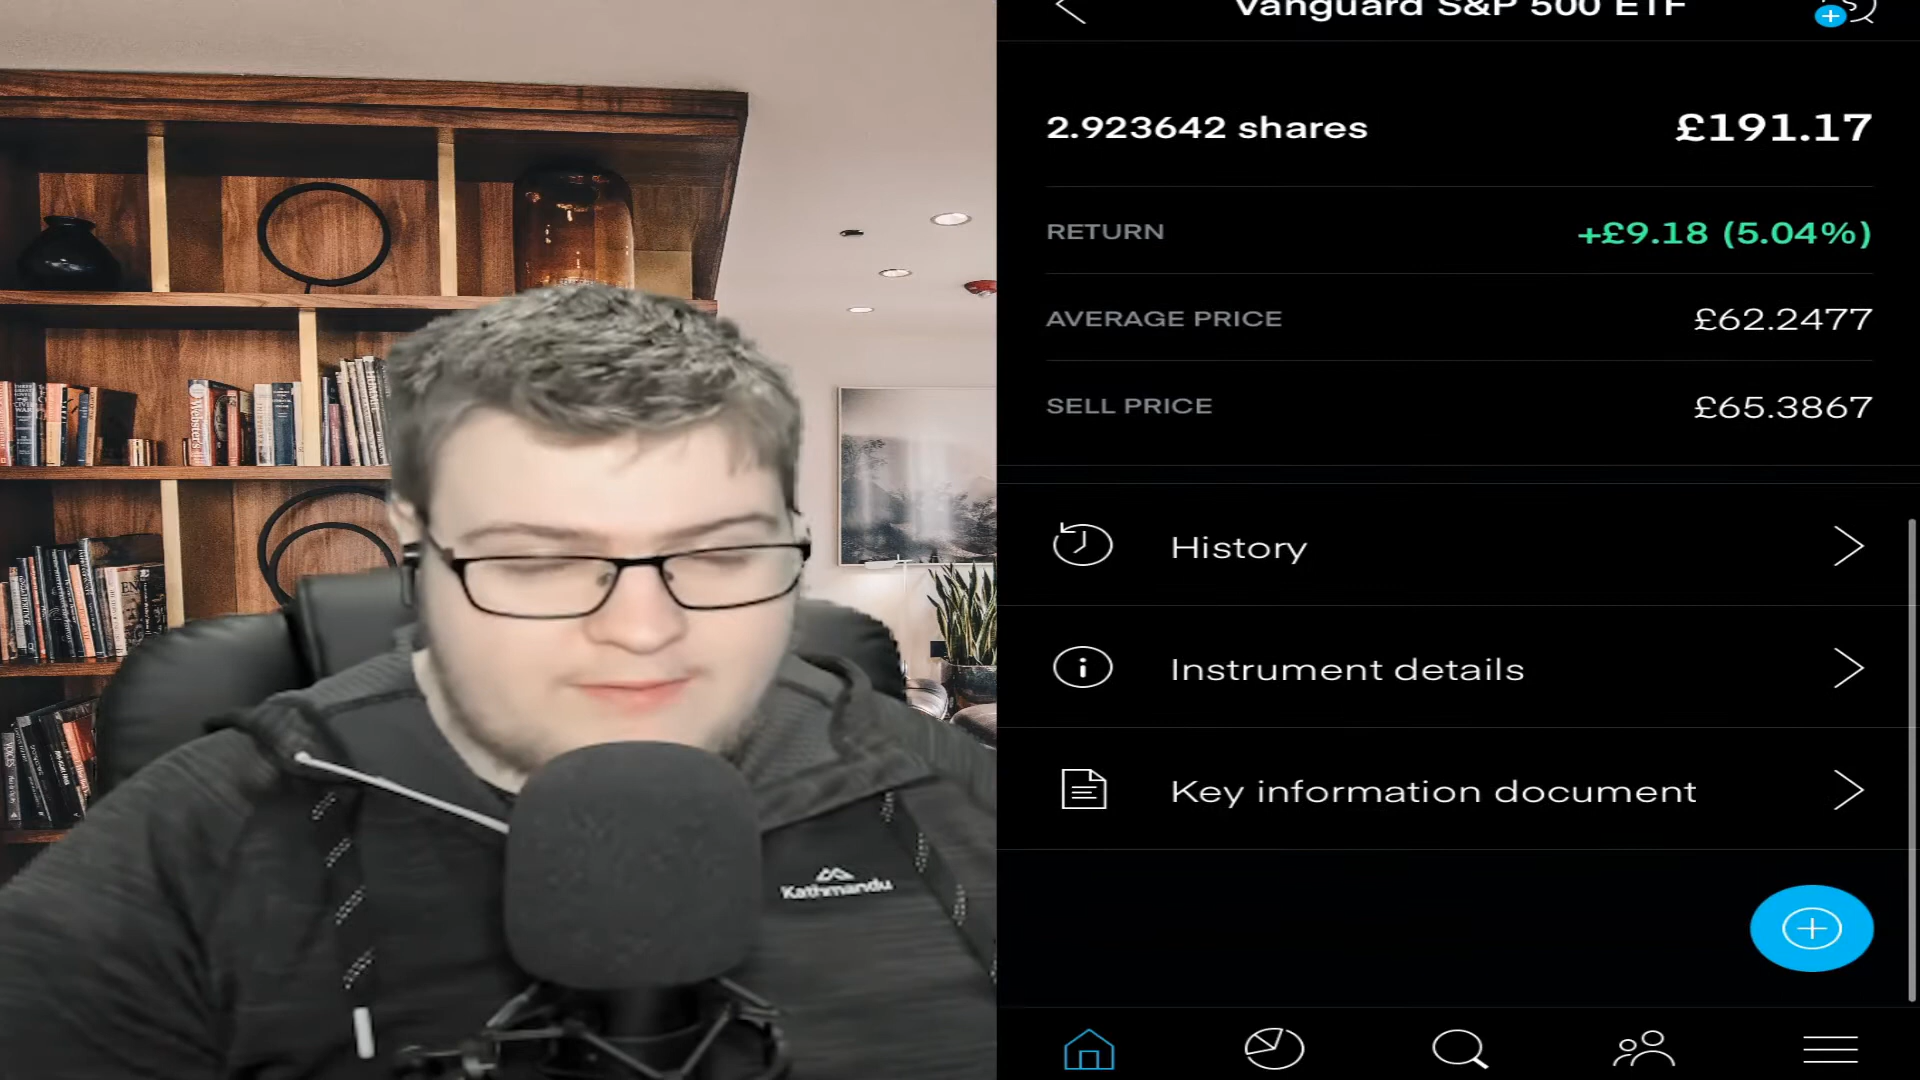 Vanguard S&P 500 ETF
2.923642 shares
£191.17
RETURN
+£9.18 (5.04%)
AVERAGE PRICE
£62.2477
SELL PRICE
£65.3867
History
Instrument details
Key information document
Kathmandu
Webster's